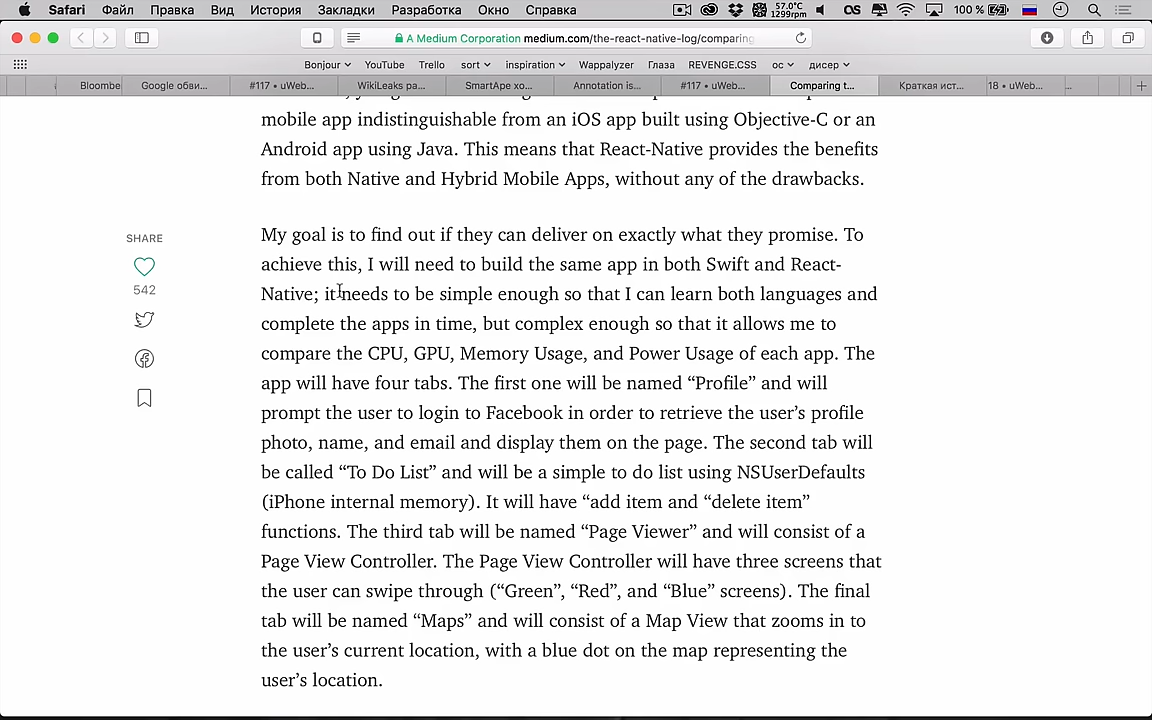 Safari Файл Правка Вид История Закладки Разработка Окно Справка 57.0°C 1299rpm OS 100 %
A Medium Corporation medium.com/the-react-native-log/comparing
Bonjour YouTube Trello sort inspiration Wappalyzer Глаза REVENGE.CSS ос дисер
Bloombe Google обви... #117 • uWeb... WikiLeaks ра... SmartApe хо... Annotation is... #117 • uWeb... Comparing t... Краткая ист... 18 • uWeb... ...
mobile app indistinguishable from an iOS app built using Objective-C or an
Android app using Java. This means that React-Native provides the benefits
from both Native and Hybrid Mobile Apps, without any of the drawbacks.
SHARE
542
My goal is to find out if they can deliver on exactly what they promise. To
achieve this, I will need to build the same app in both Swift and React-
Native; it needs to be simple enough so that I can learn both languages and
complete the apps in time, but complex enough so that it allows me to
compare the CPU, GPU, Memory Usage, and Power Usage of each app. The
app will have four tabs. The first one will be named “Profile” and will
prompt the user to login to Facebook in order to retrieve the user’s profile
photo, name, and email and display them on the page. The second tab will
be called “To Do List” and will be a simple to do list using NSUserDefaults
(iPhone internal memory). It will have “add item and “delete item”
functions. The third tab will be named “Page Viewer” and will consist of a
Page View Controller. The Page View Controller will have three screens that
the user can swipe through (“Green”, “Red”, and “Blue” screens). The final
tab will be named “Maps” and will consist of a Map View that zooms in to
the user’s current location, with a blue dot on the map representing the
user’s location.